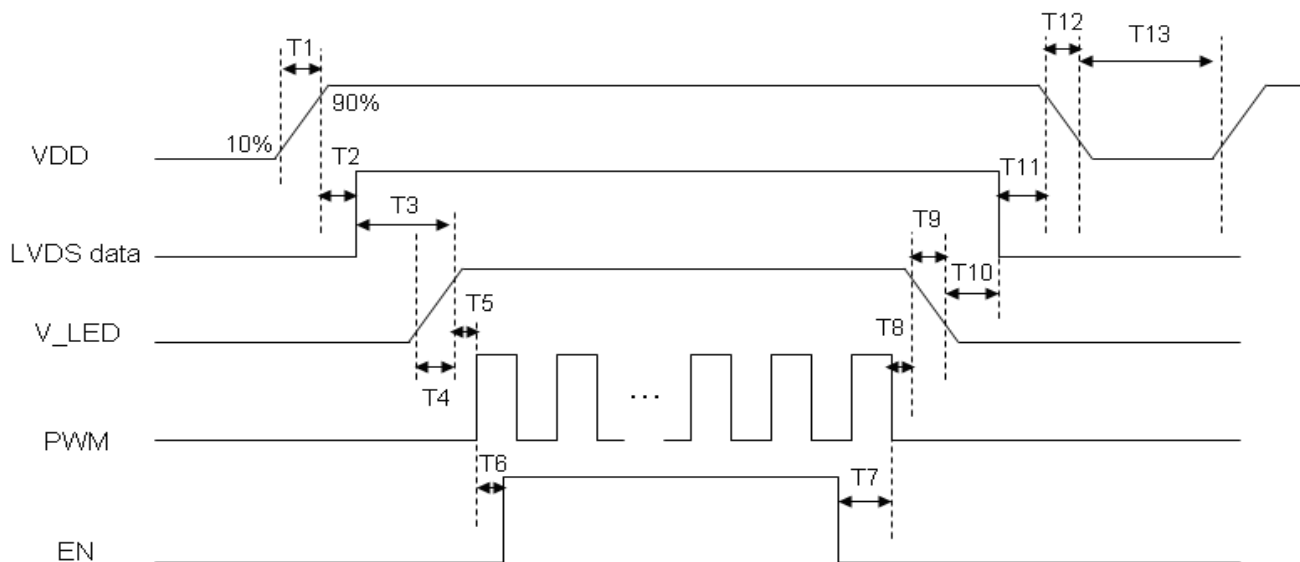 T12
T1
T13
90%
10%
VDD
T2
T11
T3
T9
LVDS data
T10
T5
V_LED
T8
T4
...
PWM
T6
T7
EN